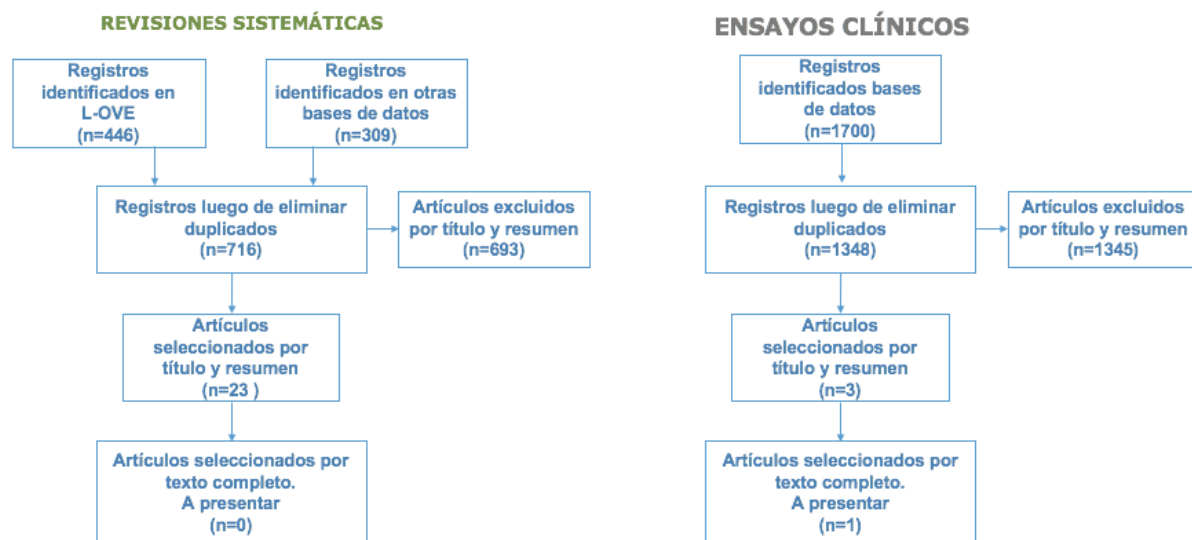 REVISIONES SISTEMÁTICAS
Registros
identificados en
L-OVE
(n=446)
Registros
identificados en otras
bases de datos
(n=309)
Registros luego de eliminar
duplicados
(n=716)
Artículos excluidos
por título y resumen
(n=693)
Artículos
seleccionados por
título y resumen
(n=23 )
Artículos seleccionados por
texto completo.
A presentar
(n=0)
ENSAYOS CLÍNICOS
Registros
identificados bases
de datos
(n=1700)
Registros luego de eliminar
duplicados
(n=1348)
Artículos excluidos
por título y resumen
(n=1345)
Artículos
seleccionados por
título y resumen
(n=3)
Artículos seleccionados por
texto completo.
A presentar
(n=1)